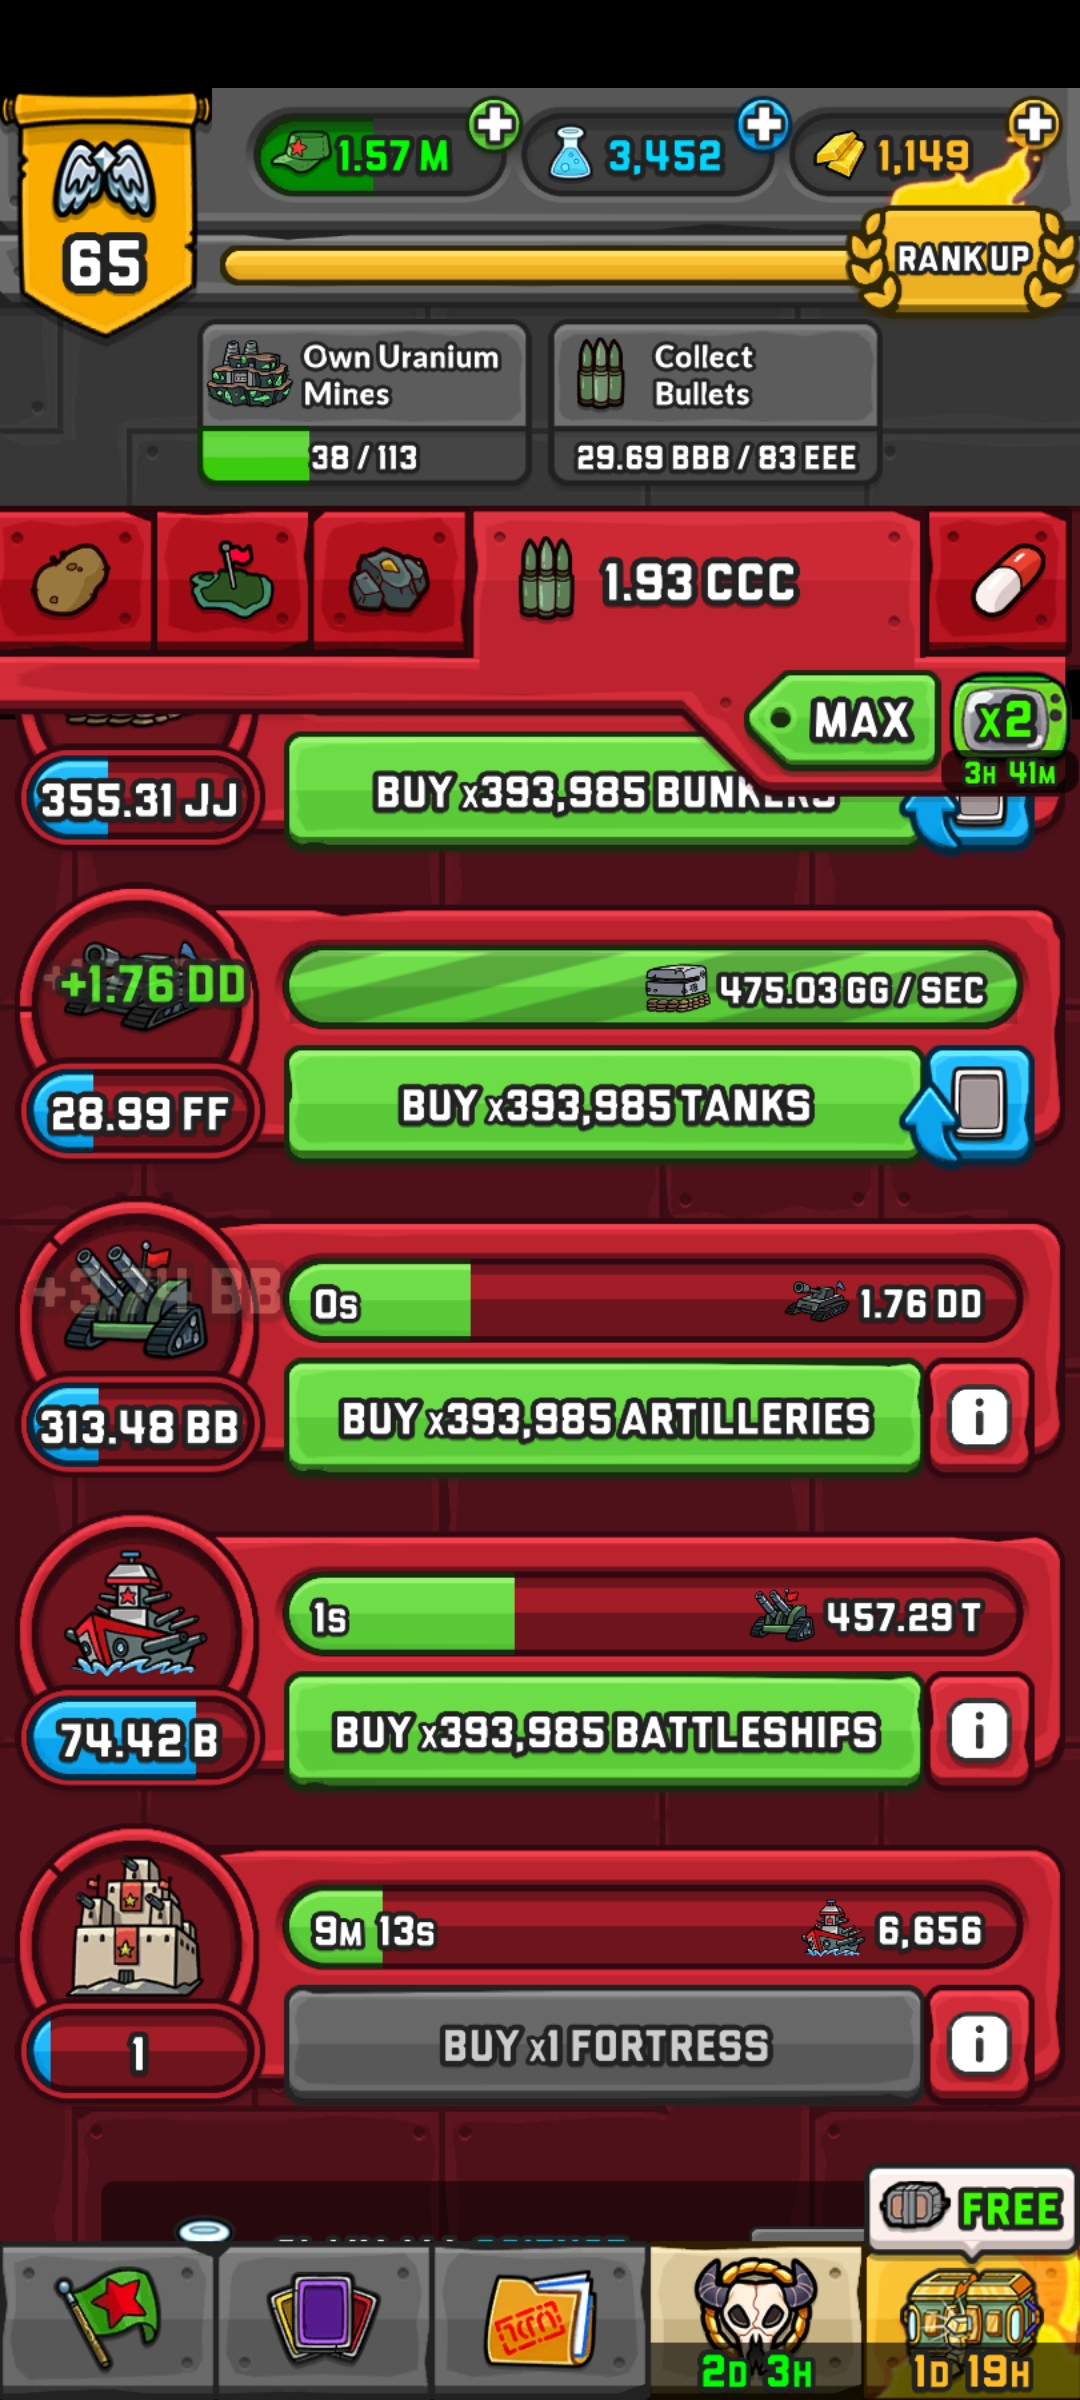 1.57 M
3,452
1,149
65
RANK UP
Own Uranium
Mines
38 / 113
Collect
Bullets
29.69 BBB / 83 EEE
1.93 CCC
MAX
x2
3H 41M
355.31 JJ
BUY x393,985 BUNKERS
+1.76 DD
475.03 GG / SEC
28.99 FF
BUY x393,985 TANKS
0s
1.76 DD
313.48 BB
BUY x393,985 ARTILLERIES
1s
457.29 T
74.42 B
BUY x393,985 BATTLESHIPS
9M 13s
6,656
1
BUY x1 FORTRESS
FREE
2D 3H
1D 19H